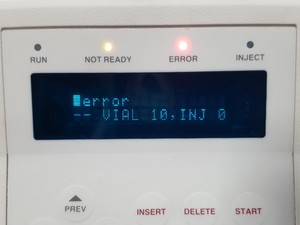 RUN NOT READY ERROR INJECT
error
-- VIAL 10,INJ 0
PREV INSERT DELETE START